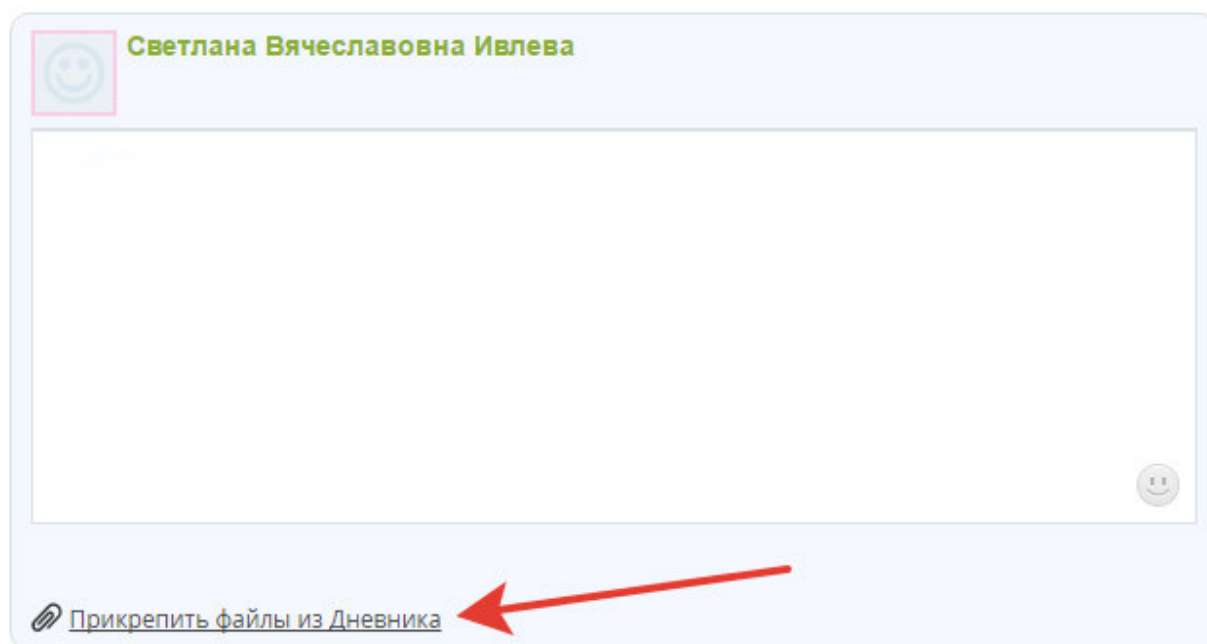 Светлана Вячеславовна Ивлева
Прикрепить файлы из Дневника